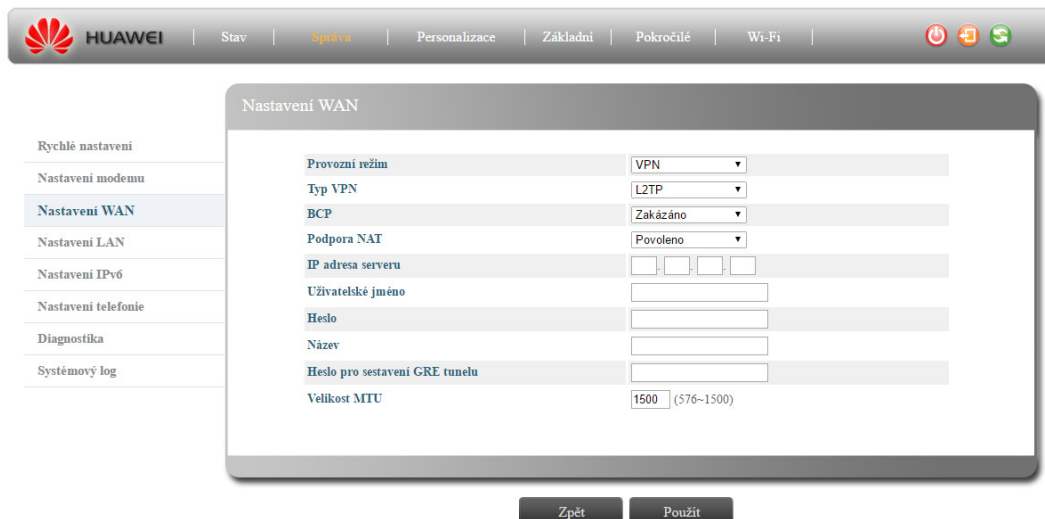 HUAWEI | Stav | Správa | Personalizace | Základní | Pokročilé | Wi-Fi |
Nastavení WAN
Rychlé nastavení
Nastavení modemu
Nastavení WAN
Nastavení LAN
Nastavení IPv6
Nastavení telefonie
Diagnostika
Systémový log
Provozní režim VPN
Typ VPN L2TP
BCP Zakázáno
Podpora NAT Povoleno
IP adresa serveru . . .
Uživatelské jméno
Heslo
Název
Heslo pro sestavení GRE tunelu
Velikost MTU 1500 (576~1500)
Zpět Použít